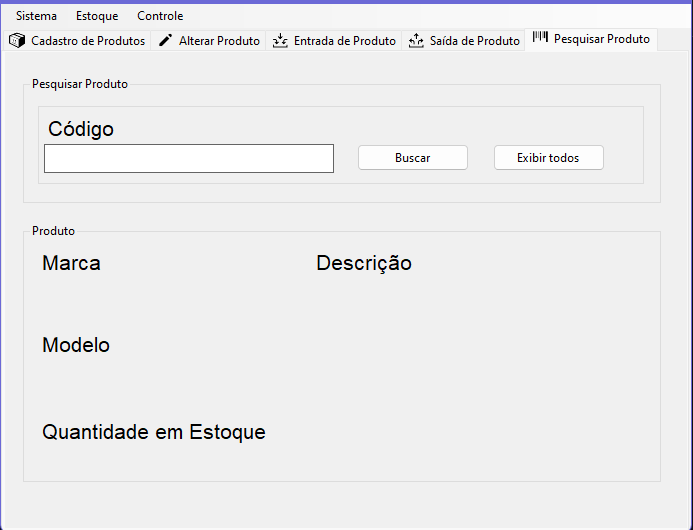 Sistema Estoque Controle
Cadastro de Produtos Alterar Produto Entrada de Produto Saída de Produto Pesquisar Produto
Pesquisar Produto
Código
Buscar Exibir todos
Produto
Marca Descrição
Modelo
Quantidade em Estoque